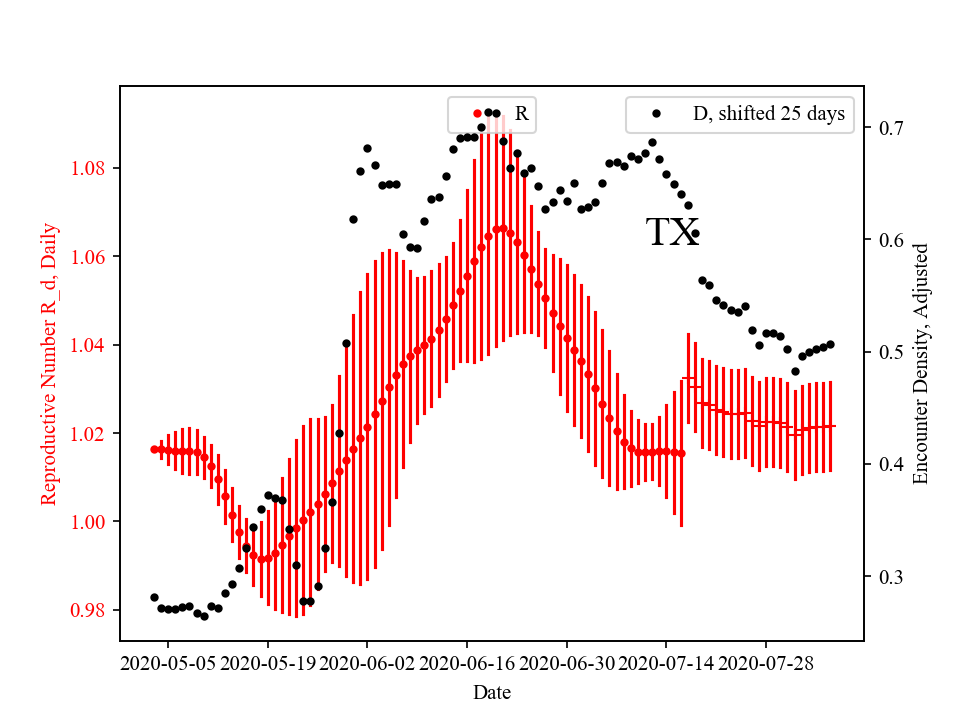 R
D, shifted 25 days
TX
Reproductive Number R_d, Daily
1.08
1.06
1.04
1.02
1.00
0.98
Encounter Density, Adjusted
0.7
0.6
0.5
0.4
0.3
2020-05-05 2020-05-19 2020-06-02 2020-06-16 2020-06-30 2020-07-14 2020-07-28
Date